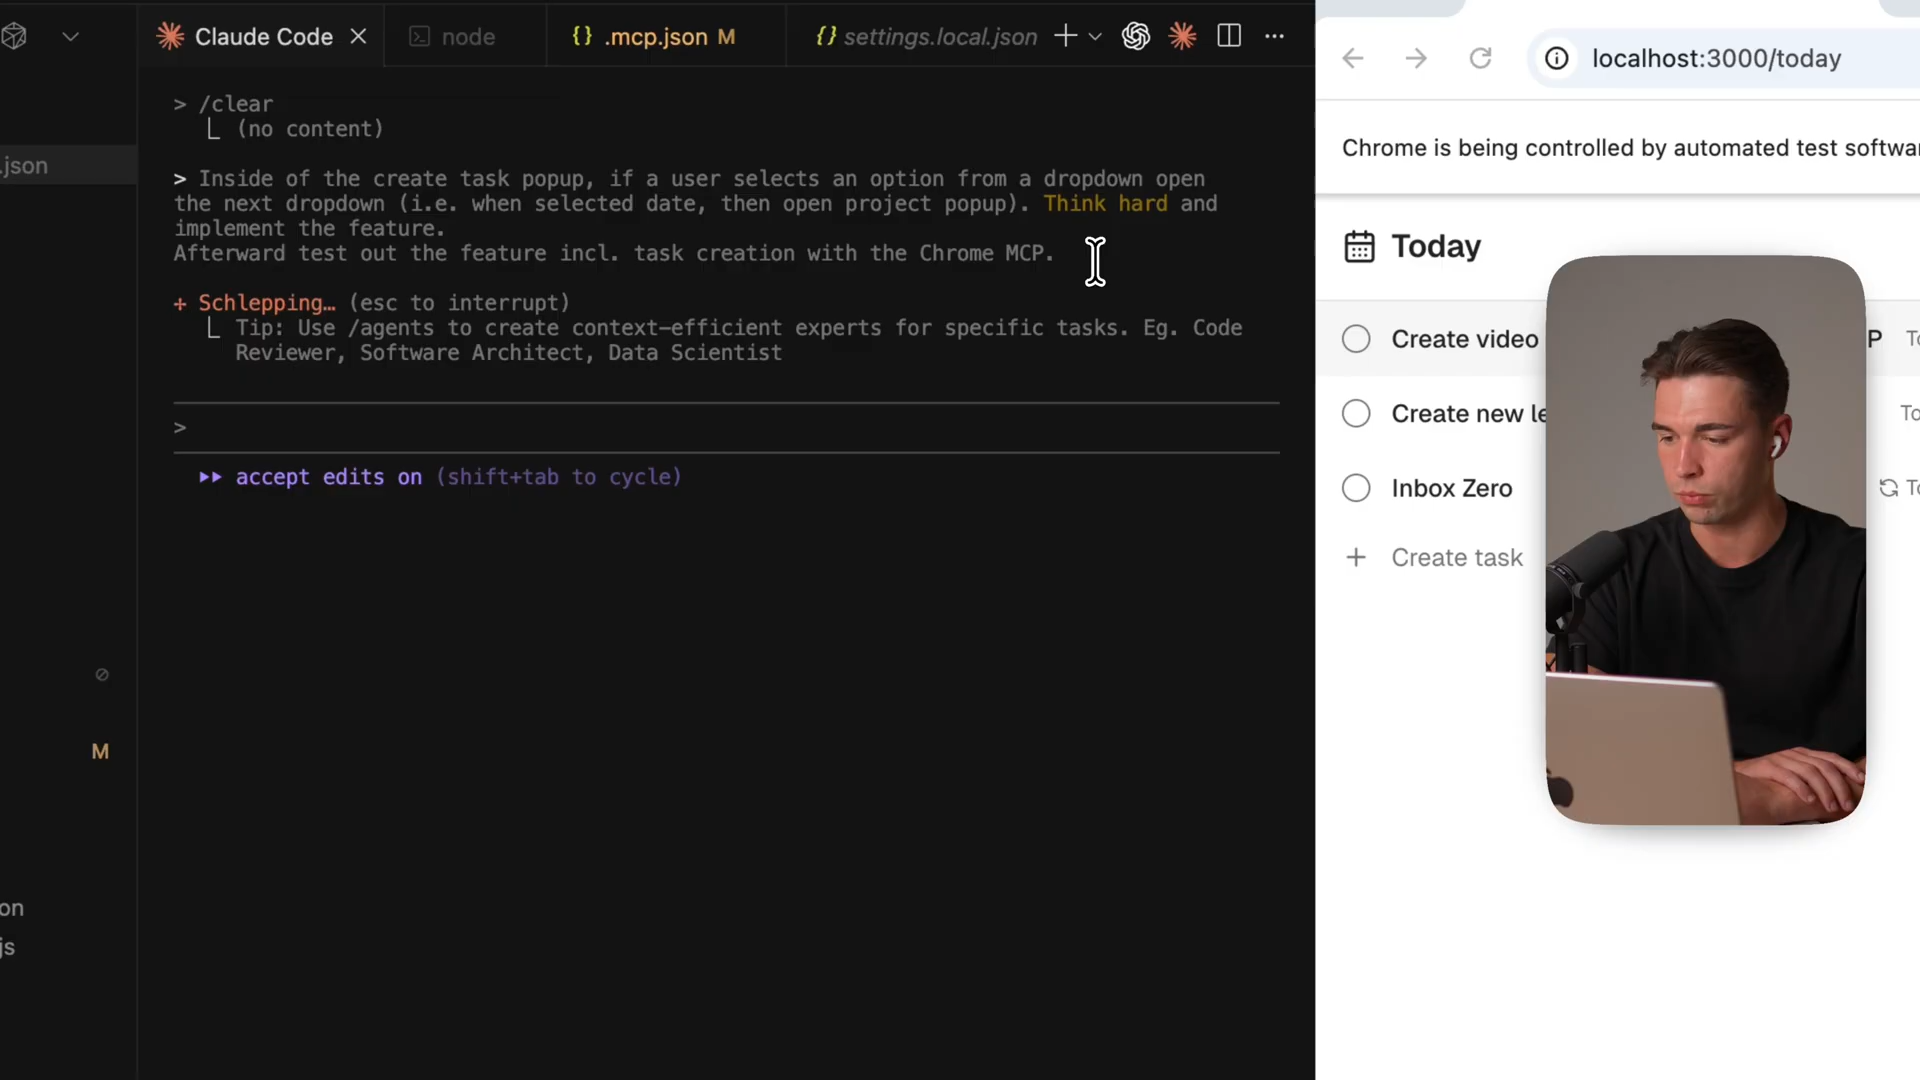 Claude Code
node
.mcp.json M
settings.local.json
> /clear
(no content)
> Inside of the create task popup, if a user selects an option from a dropdown open
the next dropdown (i.e. when selected date, then open project popup). Think hard and
implement the feature.
Afterward test out the feature incl. task creation with the Chrome MCP.
+ Schlepping… (esc to interrupt)
Tip: Use /agents to create context-efficient experts for specific tasks. Eg. Code
Reviewer, Software Architect, Data Scientist
>
accept edits on (shift+tab to cycle)
.json
M
on
js
localhost:3000/today
Chrome is being controlled by automated test softwa
Today
Create video P To
Create new le To
Inbox Zero To
+ Create task